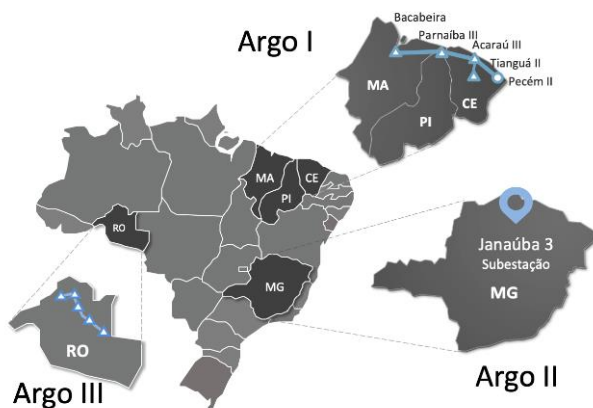 Argo I
Bacabeira
Parnaíba III
Acaraú III
Tianguá II
Pecém II
MA
PI
CE
MA
PI
CE
RO
MG
Janaúba 3
Subestação
MG
RO
Argo III
Argo II